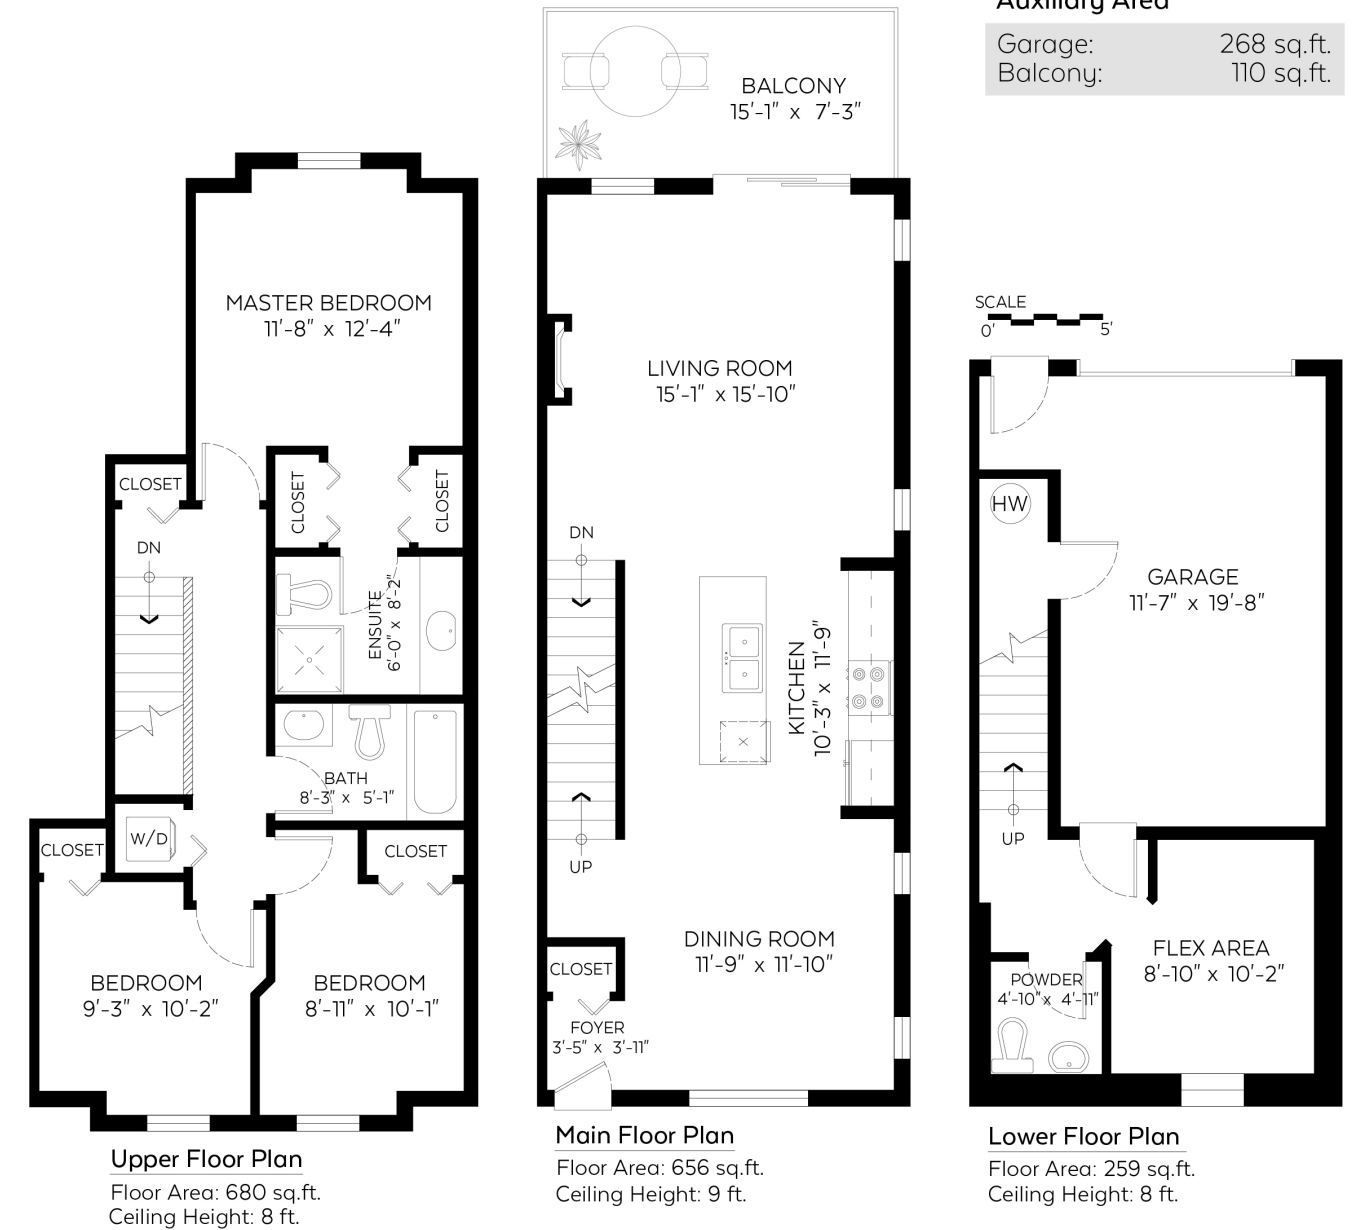 Auxiliary Area
Garage: 268 sq.ft.
Balcony: 110 sq.ft.
BALCONY
15'-1" x 7'-3"
MASTER BEDROOM
11'-8" x 12'-4"
CLOSET
CLOSET
CLOSET
DN
ENSUITE
6'-0" x 8'-2"
BATH
8'-3" x 5'-1"
W/D
CLOSET
CLOSET
BEDROOM
9'-3" x 10'-2"
BEDROOM
8'-11" x 10'-1"
Upper Floor Plan
Floor Area: 680 sq.ft.
Ceiling Height: 8 ft.
LIVING ROOM
15'-1" x 15'-10"
DN
KITCHEN
10'-3" x 11'-9"
UP
DINING ROOM
11'-9" x 11'-10"
CLOSET
FOYER
3'-5" x 3'-11"
Main Floor Plan
Floor Area: 656 sq.ft.
Ceiling Height: 9 ft.
SCALE
0' 5'
HW
GARAGE
11'-7" x 19'-8"
UP
FLEX AREA
8'-10" x 10'-2"
POWDER
4'-10" x 4'-11"
Lower Floor Plan
Floor Area: 259 sq.ft.
Ceiling Height: 8 ft.